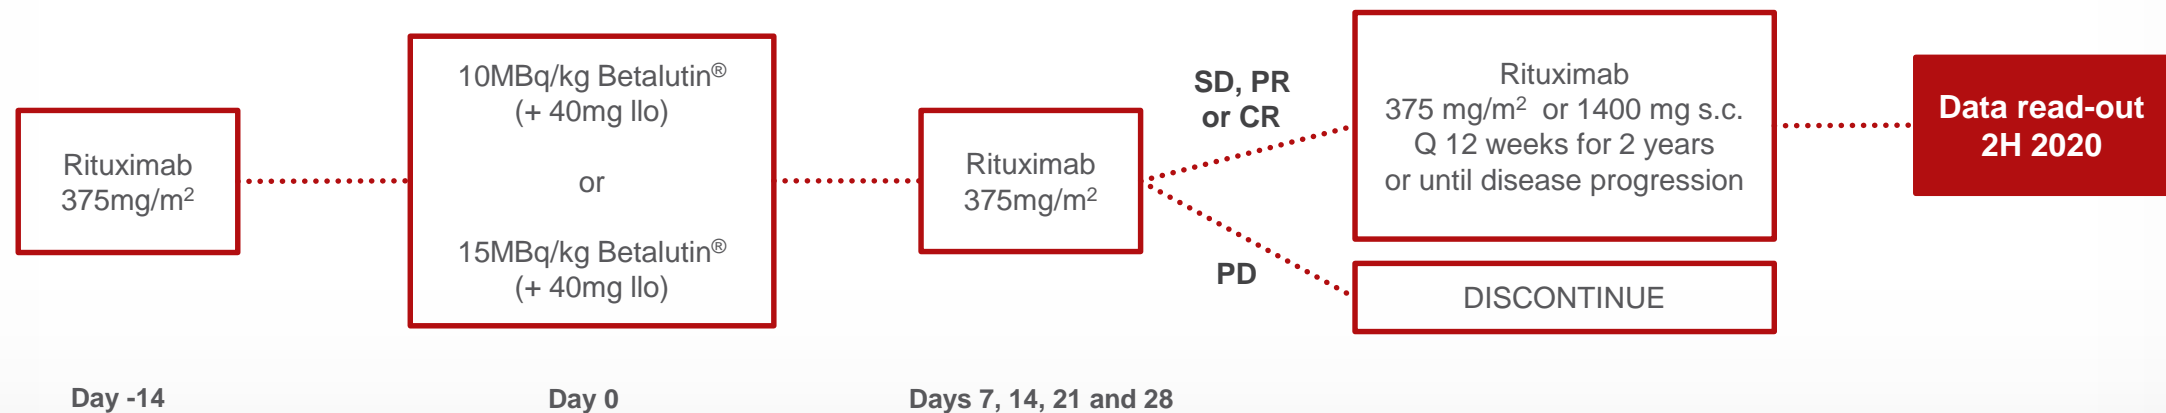 Rituximab
375mg/m²
10MBq/kg Betalutin®
(+ 40mg llo)
or
15MBq/kg Betalutin®
(+ 40mg llo)
Rituximab
375mg/m²
SD, PR
or CR
PD
Rituximab
375 mg/m² or 1400 mg s.c.
Q 12 weeks for 2 years
or until disease progression
DISCONTINUE
Data read-out
2H 2020
Day -14
Day 0
Days 7, 14, 21 and 28